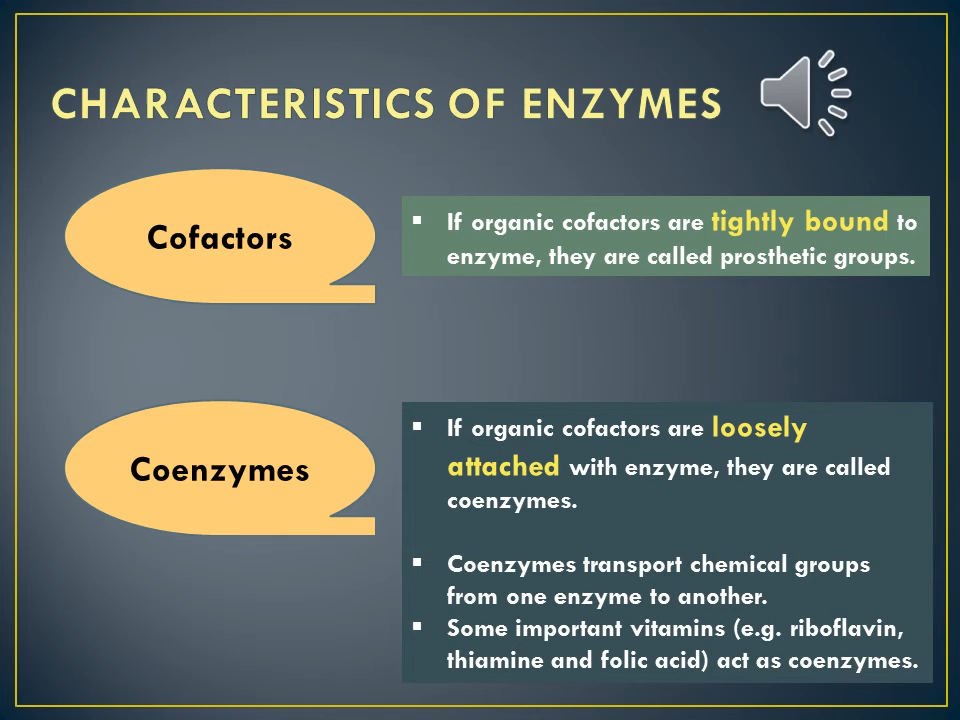 CHARACTERISTICS OF ENZYMES
Cofactors
▪ If organic cofactors are tightly bound to
enzyme, they are called prosthetic groups.
Coenzymes
▪ If organic cofactors are loosely
attached with enzyme, they are called
coenzymes.
▪ Coenzymes transport chemical groups
from one enzyme to another.
▪ Some important vitamins (e.g. riboflavin,
thiamine and folic acid) act as coenzymes.